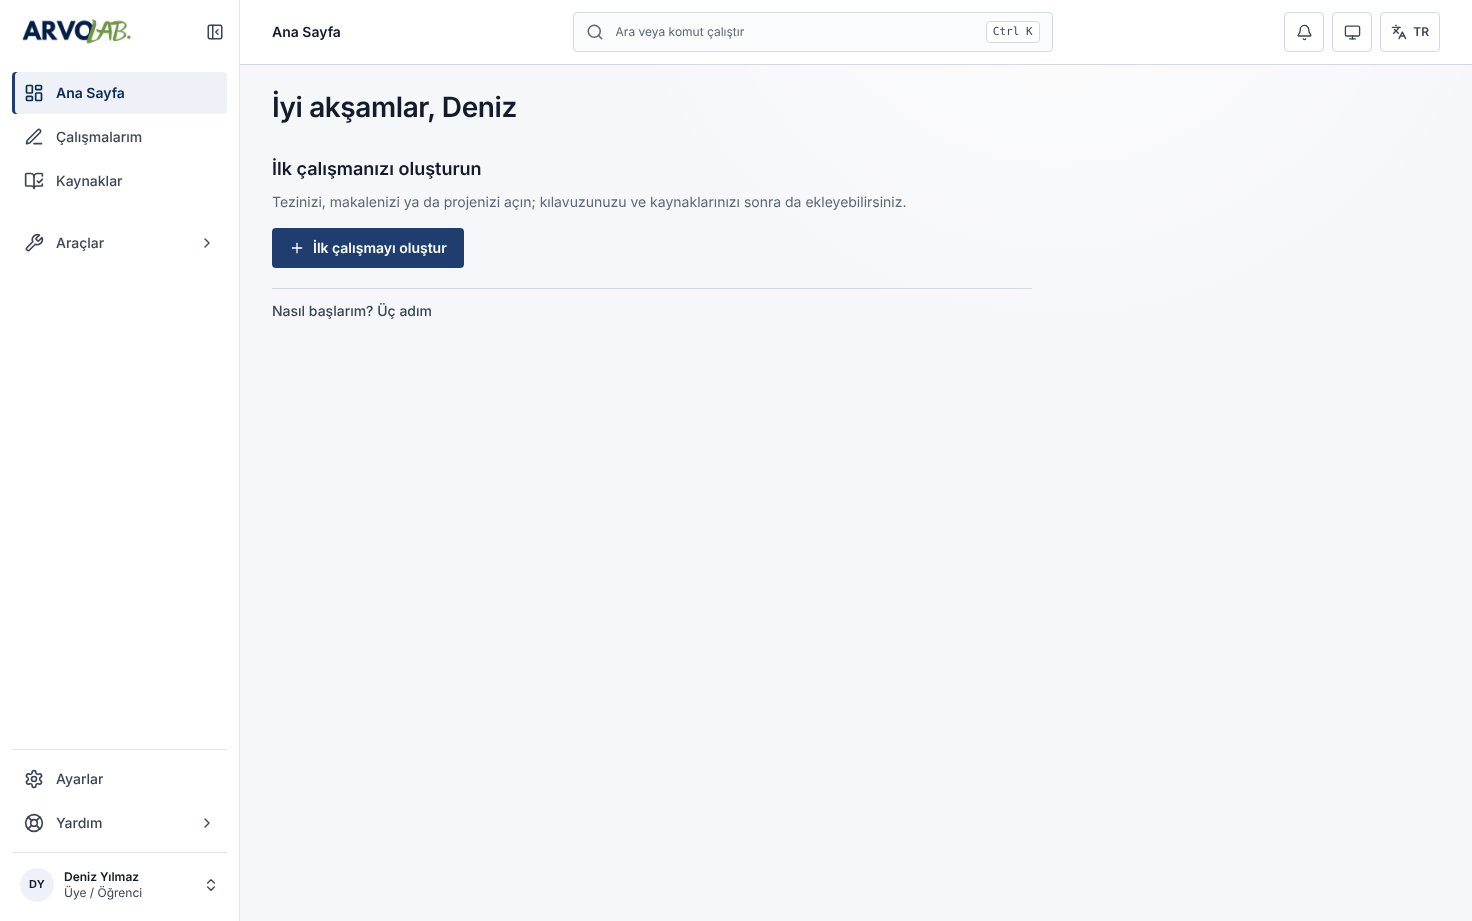 ARVOLAB.
Ana Sayfa
Çalışmalarım
Kaynaklar
Araçlar
Ayarlar
Yardım
DY
Deniz Yılmaz
Üye / Öğrenci
Ana Sayfa
Ara veya komut çalıştır
Ctrl K
TR
İyi akşamlar, Deniz
İlk çalışmanızı oluşturun
Tezinizi, makalenizi ya da projenizi açın; kılavuzunuzu ve kaynaklarınızı sonra da ekleyebilirsiniz.
İlk çalışmayı oluştur
Nasıl başlarım? Üç adım